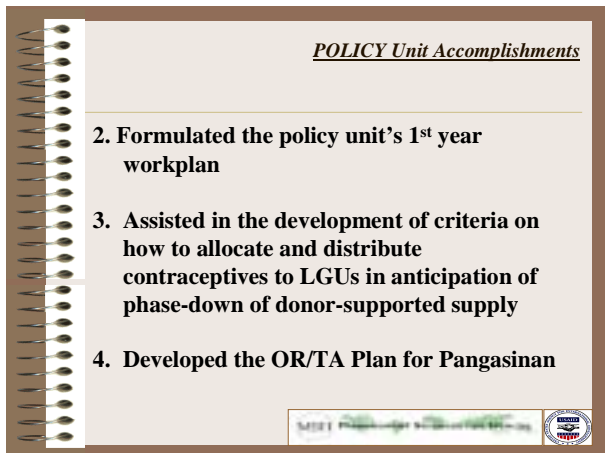 POLICY Unit Accomplishments
2. Formulated the policy unit's 1st year
workplan
3. Assisted in the development of criteria on
how to allocate and distribute
contraceptives to LGUs in anticipation of
phase-down of donor-supported supply
4. Developed the OR/TA Plan for Pangasinan
USAID